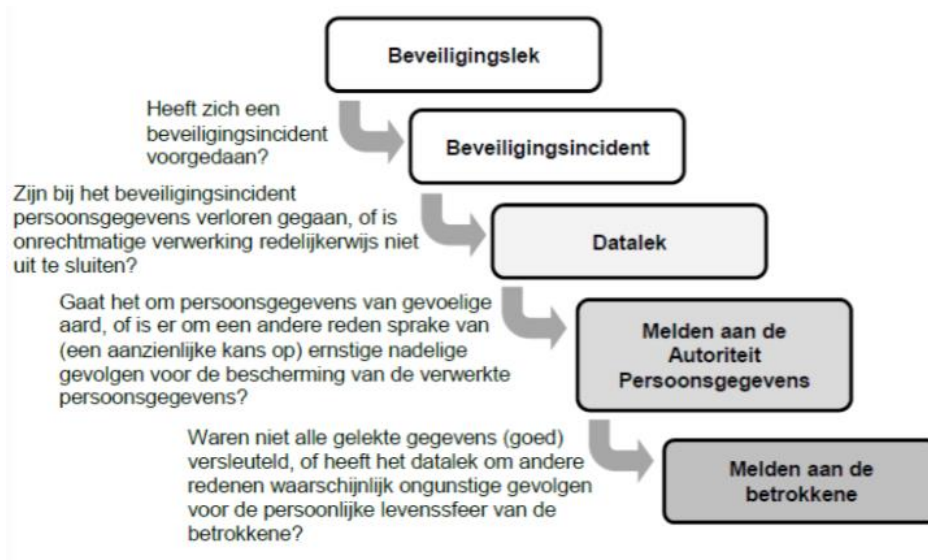 Beveiligingslek
Heeft zich een
beveiligingsincident
voorgedaan?
Beveiligingsincident
Zijn bij het beveiligingsincident
persoonsgegevens verloren gegaan, of is
onrechtmatige verwerking redelijkerwijs niet
uit te sluiten?
Datalek
Gaat het om persoonsgegevens van gevoelige
aard, of is er om een andere reden sprake van
(een aanzienlijke kans op) ernstige nadelige
gevolgen voor de bescherming van de verwerkte
persoonsgegevens?
Melden aan de
Autoriteit
Persoonsgegevens
Waren niet alle gelekte gegevens (goed)
versleuteld, of heeft het datalek om andere
redenen waarschijnlijk ongunstige gevolgen
voor de persoonlijke levenssfeer van de
betrokkene?
Melden aan de
betrokkene